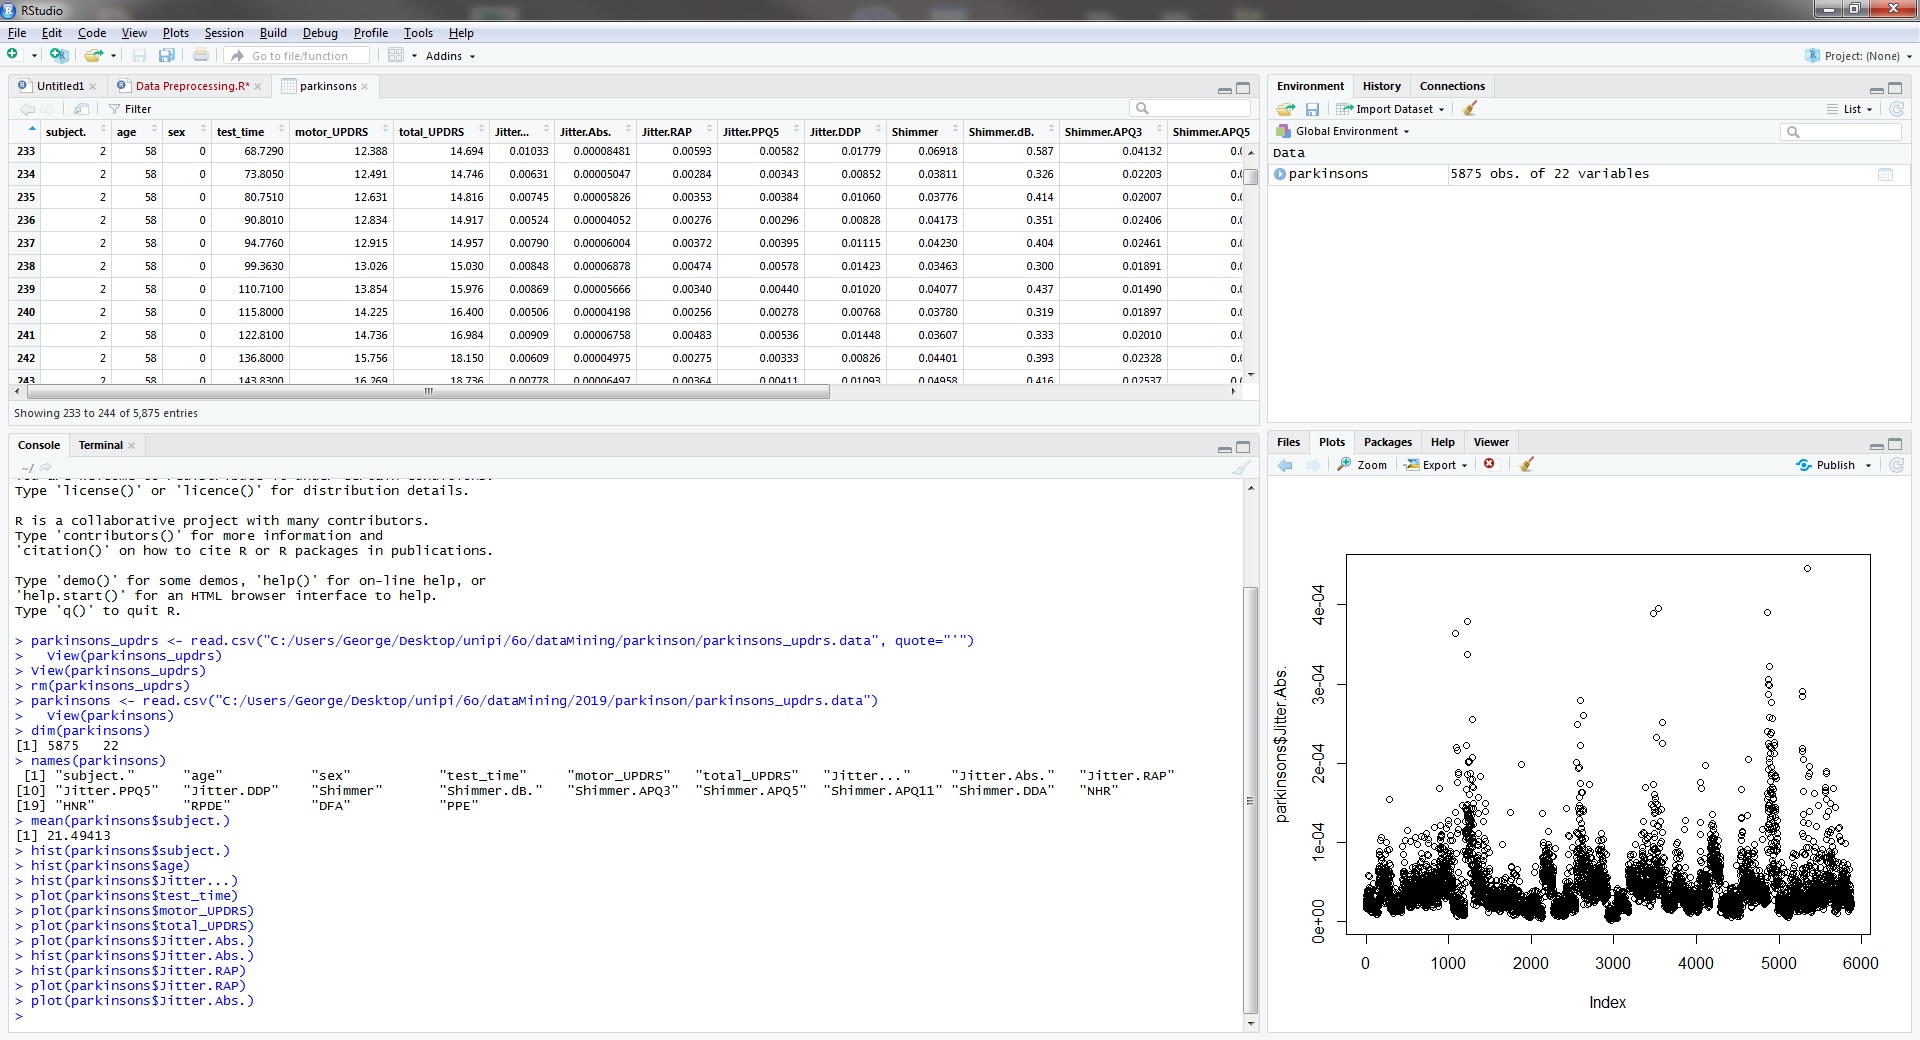 RStudio
File Edit Code View Plots Session Build Debug Profile Tools Help
Go to file/function Addins Project: (None)
Untitled1 Data Preprocessing.R* parkinsons
Filter
subject. age sex test_time motor_UPDRS total_UPDRS Jitter... Jitter.Abs. Jitter.RAP Jitter.PPQ5 Jitter.DDP Shimmer Shimmer.dB. Shimmer.APQ3 Shimmer.APQ5
233 2 58 0 68.7290 12.388 14.694 0.01033 0.00008481 0.00593 0.00582 0.01779 0.06918 0.587 0.04132 0.0
234 2 58 0 73.8050 12.491 14.746 0.00631 0.00005047 0.00284 0.00343 0.00852 0.03811 0.326 0.02203 0.0
235 2 58 0 80.7510 12.631 14.816 0.00745 0.00005826 0.00353 0.00384 0.01060 0.03776 0.414 0.02007 0.0
236 2 58 0 90.8010 12.834 14.917 0.00524 0.00004052 0.00276 0.00296 0.00828 0.04173 0.351 0.02406 0.0
237 2 58 0 94.7760 12.915 14.957 0.00790 0.00006004 0.00372 0.00395 0.01115 0.04230 0.404 0.02461 0.0
238 2 58 0 99.3630 13.026 15.030 0.00848 0.00006878 0.00474 0.00578 0.01423 0.03463 0.300 0.01891 0.0
239 2 58 0 110.7100 13.854 15.976 0.00869 0.00005666 0.00340 0.00440 0.01020 0.04077 0.437 0.01490 0.0
240 2 58 0 115.8000 14.225 16.400 0.00506 0.00004198 0.00256 0.00278 0.00768 0.03780 0.319 0.01897 0.0
241 2 58 0 122.8100 14.736 16.984 0.00909 0.00006758 0.00483 0.00536 0.01448 0.03607 0.333 0.02010 0.0
242 2 58 0 136.8000 15.756 18.150 0.00609 0.00004975 0.00275 0.00333 0.00826 0.04401 0.393 0.02328 0.0
243 2 58 0 143.8300 16.269 18.736 0.00778 0.00006497 0.00364 0.00411 0.01093 0.04958 0.416 0.02537 0.0
Showing 233 to 244 of 5,875 entries
Console Terminal
~/
Type 'license()' or 'licence()' for distribution details.
R is a collaborative project with many contributors.
Type 'contributors()' for more information and
'citation()' on how to cite R or R packages in publications.
Type 'demo()' for some demos, 'help()' for on-line help, or
'help.start()' for an HTML browser interface to help.
Type 'q()' to quit R.
> parkinsons_updrs <- read.csv("C:/Users/George/Desktop/unipi/6o/dataMining/parkinson/parkinsons_updrs.data", quote="'")
>   View(parkinsons_updrs)
> View(parkinsons_updrs)
> rm(parkinsons_updrs)
> parkinsons <- read.csv("C:/Users/George/Desktop/unipi/6o/dataMining/2019/parkinson/parkinsons_updrs.data")
>   View(parkinsons)
> dim(parkinsons)
[1] 5875   22
> names(parkinsons)
[1] "subject." "age" "sex" "test_time" "motor_UPDRS" "total_UPDRS" "Jitter..." "Jitter.Abs." "Jitter.RAP"
[10] "Jitter.PPQ5" "Jitter.DDP" "Shimmer" "Shimmer.dB." "Shimmer.APQ3" "Shimmer.APQ5" "Shimmer.APQ11" "Shimmer.DDA" "NHR"
[19] "HNR" "RPDE" "DFA" "PPE"
> mean(parkinsons$subject.)
[1] 21.49413
> hist(parkinsons$subject.)
> hist(parkinsons$age)
> hist(parkinsons$Jitter...)
> plot(parkinsons$test_time)
> plot(parkinsons$motor_UPDRS)
> plot(parkinsons$total_UPDRS)
> plot(parkinsons$Jitter.Abs.)
> hist(parkinsons$Jitter.Abs.)
> hist(parkinsons$Jitter.RAP)
> plot(parkinsons$Jitter.RAP)
> plot(parkinsons$Jitter.Abs.)
>
Environment History Connections
Import Dataset List
Global Environment
Data
parkinsons 5875 obs. of 22 variables
Files Plots Packages Help Viewer
Zoom Export Publish
parkinsons$Jitter.Abs.
4e-04
3e-04
2e-04
1e-04
0e+00
0 1000 2000 3000 4000 5000 6000
Index